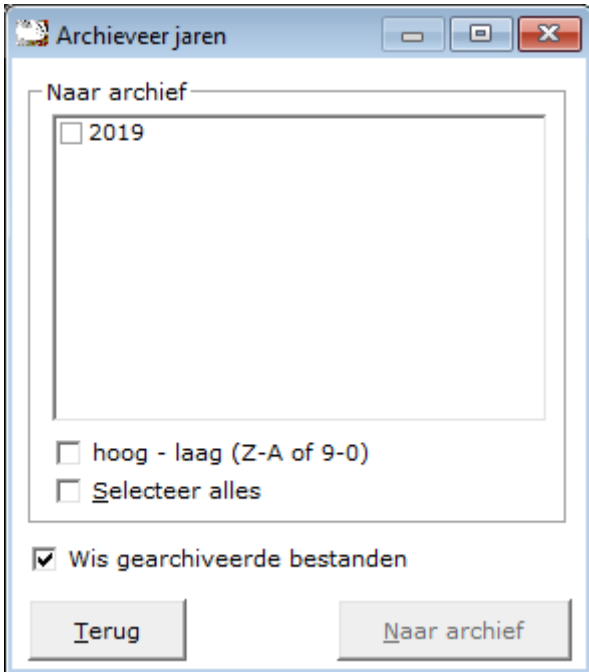 Archieveer jaren
Naar archief
2019
hoog - laag (Z-A of 9-0)
Selecteer alles
Wis gearchiveerde bestanden
Terug
Naar archief